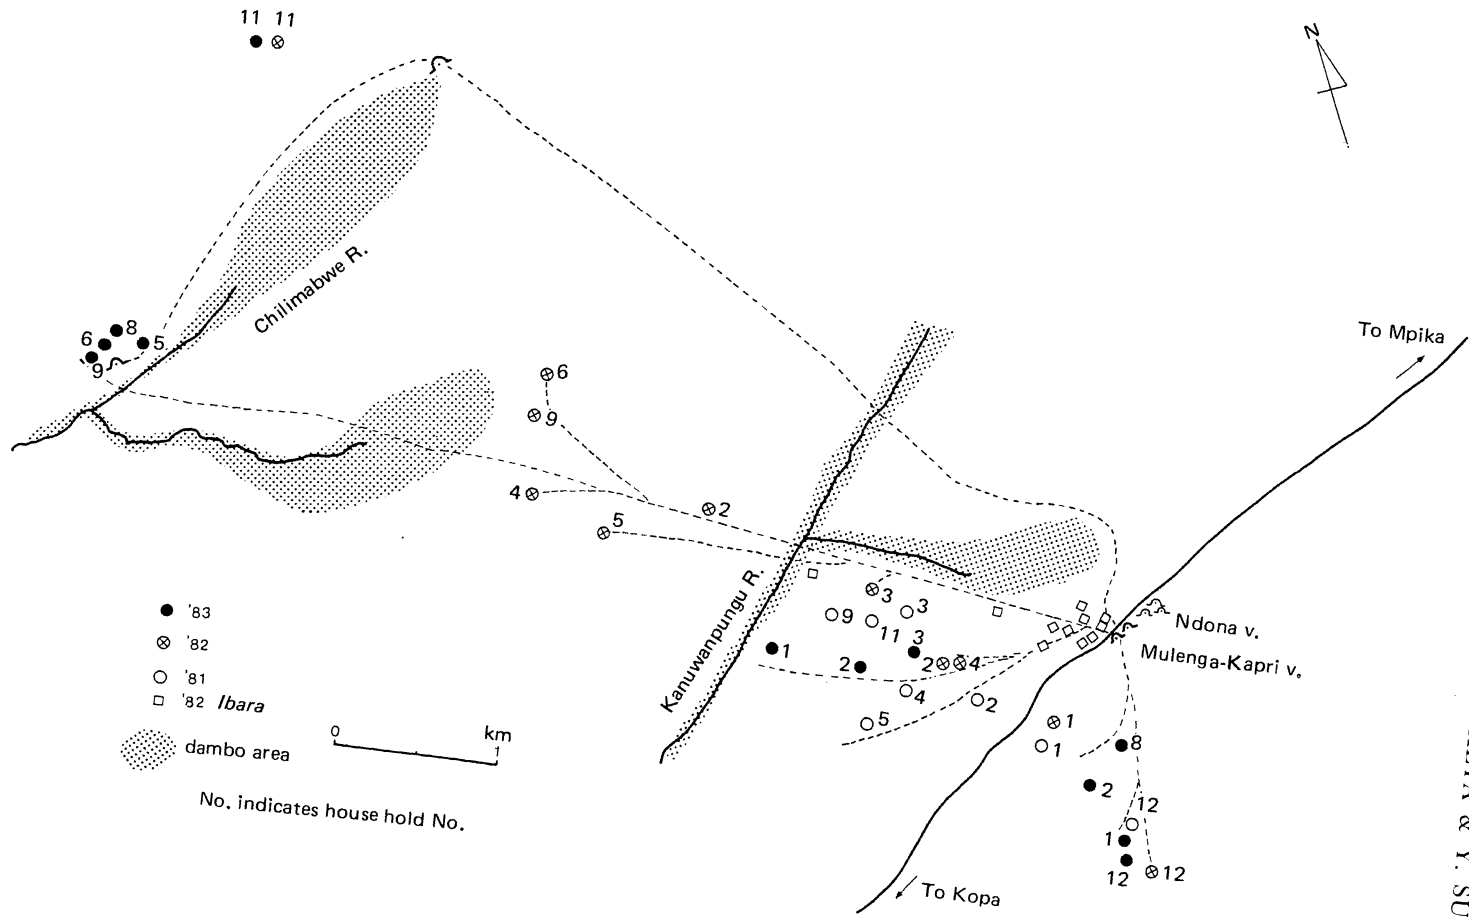 11 11
N
Chilimabwe R.
To Mpika
8
6
5
9
6
9
4
5
2
Kanuwanpungu R.
3
3
9
11
3
1
2
2
4
4
5
2
Ndona v.
Mulenga-Kapri v.
1
1
8
2
12
1
12
12
To Kopa
'83
'82
'81
'82 Ibara
dambo area
0 km
1
No. indicates house hold No.
& Y. SU